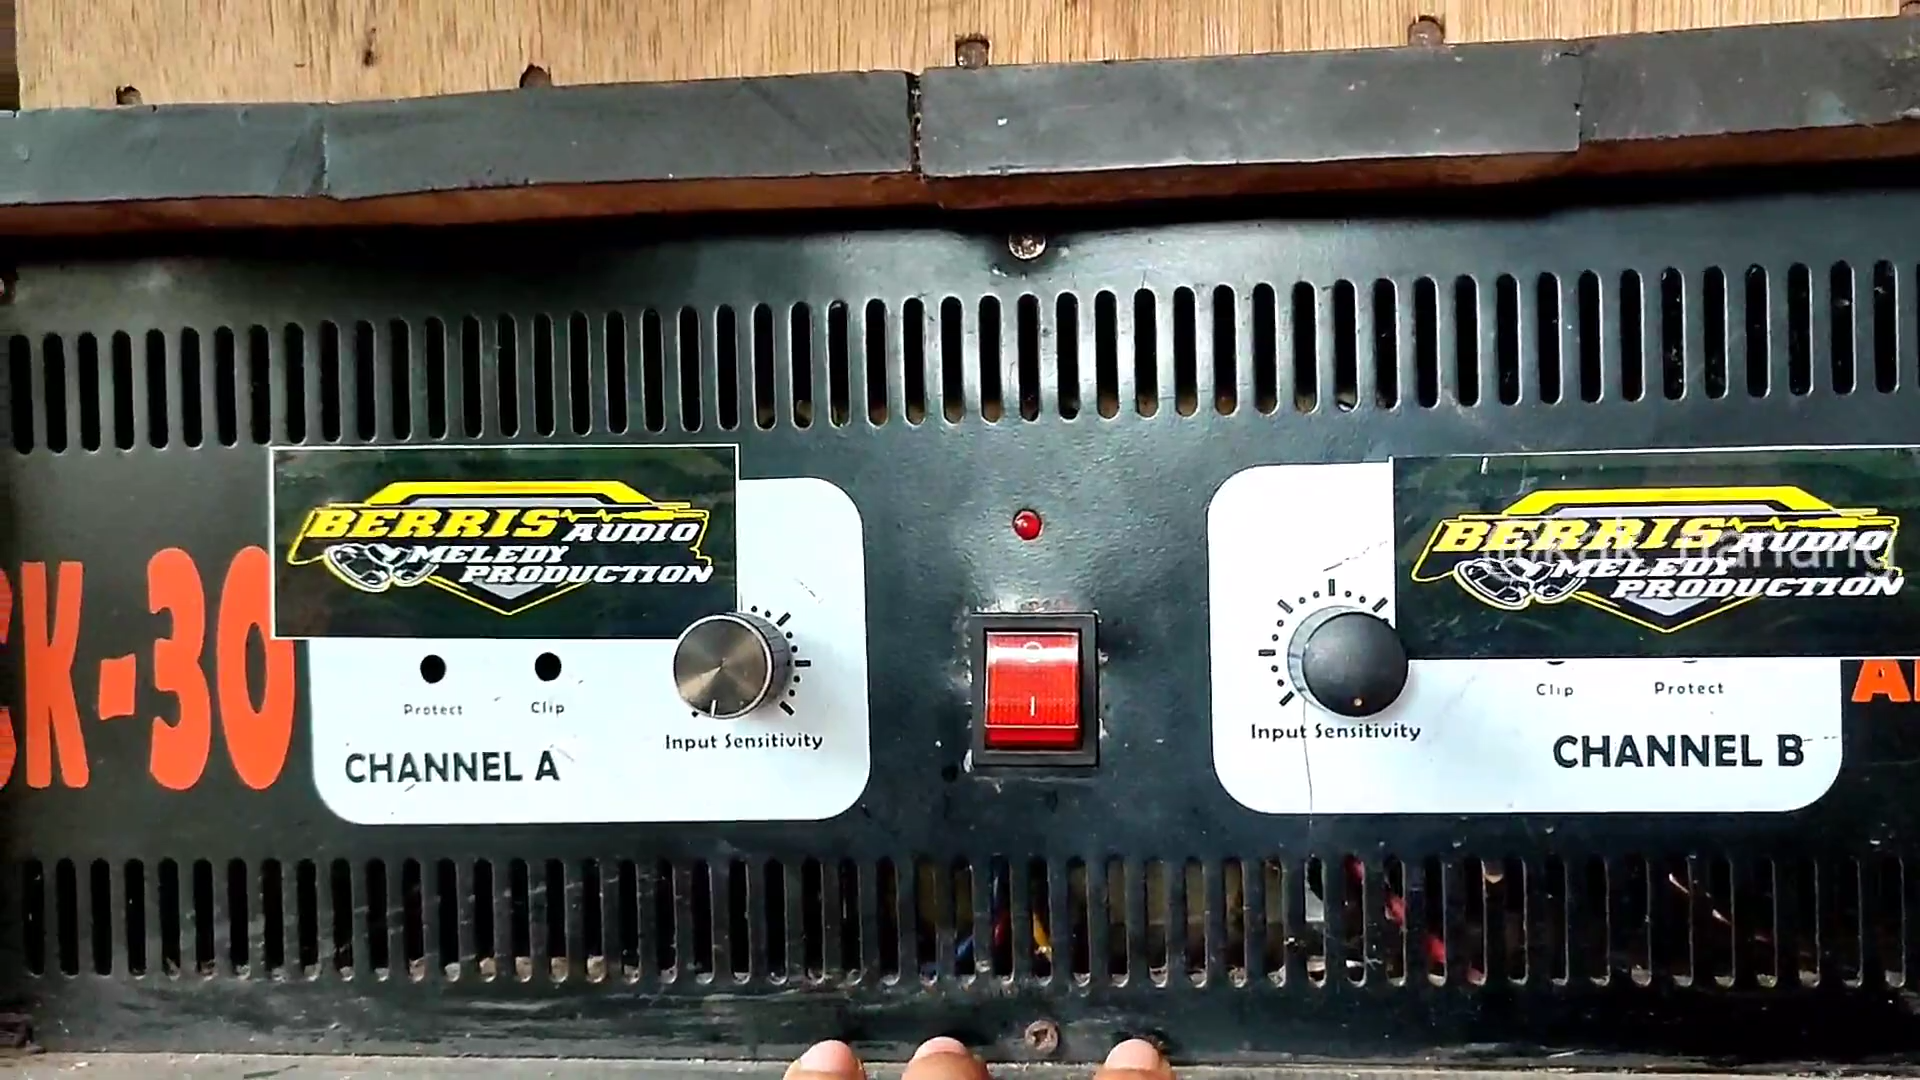 CK-30
BERRIS AUDIO
MELEDY
PRODUCTION
Protect
Clip
Input Sensitivity
CHANNEL A
O
I
BERRIS AUDIO
MELEDY
PRODUCTION
Input Sensitivity
Clip
Protect
CHANNEL B